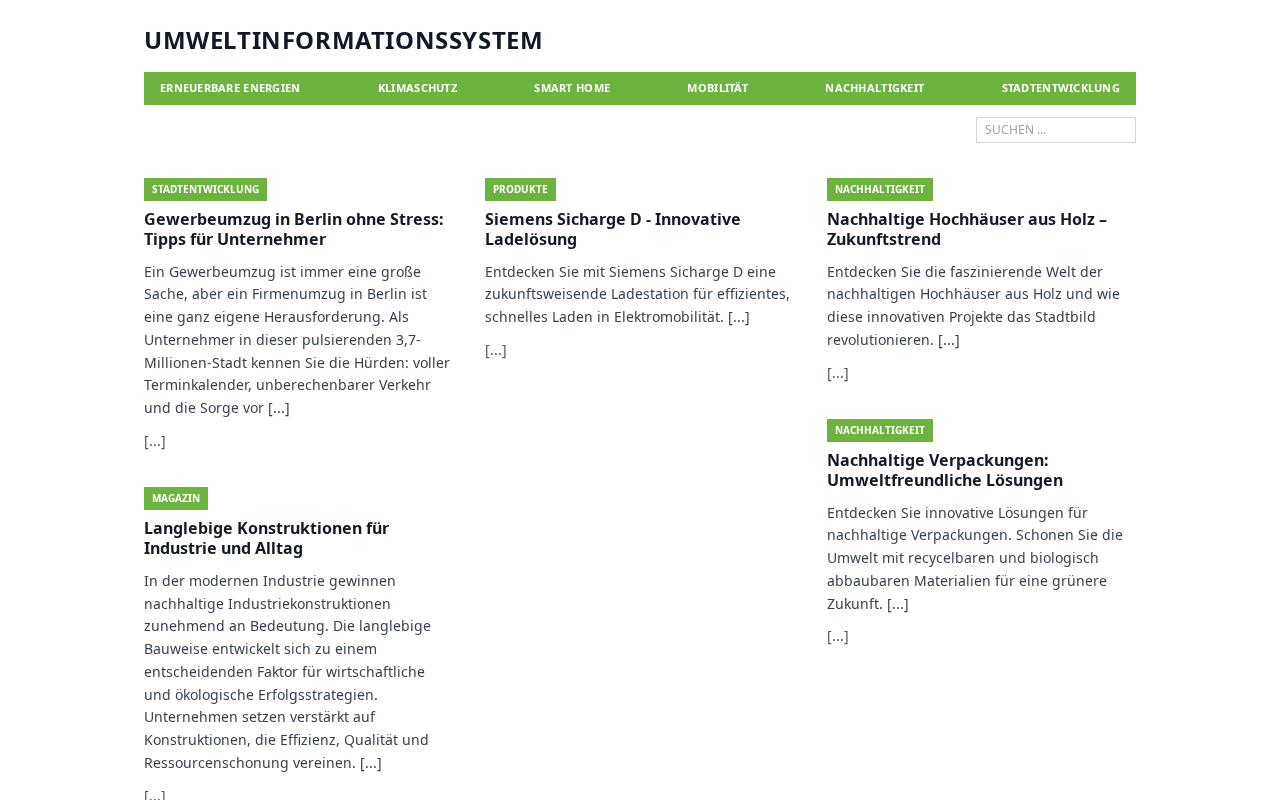 UMWELTINFORMATIONSSYSTEM
ERNEUERBARE ENERGIEN
KLIMASCHUTZ
SMART HOME
MOBILITÄT
NACHHALTIGKEIT
STADTENTWICKLUNG
SUCHEN ...
STADTENTWICKLUNG
Gewerbeumzug in Berlin ohne Stress:
Tipps für Unternehmer
Ein Gewerbeumzug ist immer eine große
Sache, aber ein Firmenumzug in Berlin ist
eine ganz eigene Herausforderung. Als
Unternehmer in dieser pulsierenden 3,7-
Millionen-Stadt kennen Sie die Hürden: voller
Terminkalender, unberechenbarer Verkehr
und die Sorge vor [...]
[...]
MAGAZIN
Langlebige Konstruktionen für
Industrie und Alltag
In der modernen Industrie gewinnen
nachhaltige Industriekonstruktionen
zunehmend an Bedeutung. Die langlebige
Bauweise entwickelt sich zu einem
entscheidenden Faktor für wirtschaftliche
und ökologische Erfolgsstrategien.
Unternehmen setzen verstärkt auf
Konstruktionen, die Effizienz, Qualität und
Ressourcenschonung vereinen. [...]
[...]
PRODUKTE
Siemens Sicharge D - Innovative
Ladelösung
Entdecken Sie mit Siemens Sicharge D eine
zukunftsweisende Ladestation für effizientes,
schnelles Laden in Elektromobilität. [...]
[...]
NACHHALTIGKEIT
Nachhaltige Hochhäuser aus Holz –
Zukunftstrend
Entdecken Sie die faszinierende Welt der
nachhaltigen Hochhäuser aus Holz und wie
diese innovativen Projekte das Stadtbild
revolutionieren. [...]
[...]
NACHHALTIGKEIT
Nachhaltige Verpackungen:
Umweltfreundliche Lösungen
Entdecken Sie innovative Lösungen für
nachhaltige Verpackungen. Schonen Sie die
Umwelt mit recycelbaren und biologisch
abbaubaren Materialien für eine grünere
Zukunft. [...]
[...]